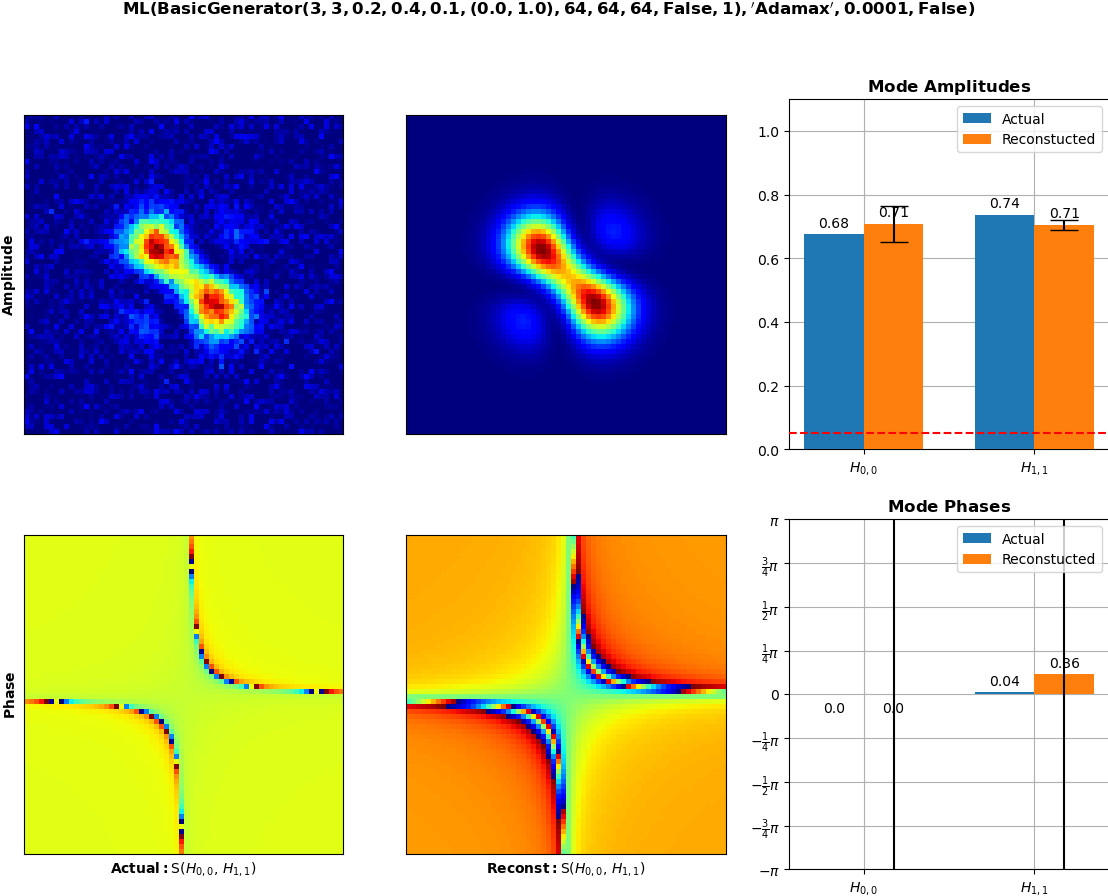 ML(BasicGenerator(3, 3, 0.2, 0.4, 0.1, (0.0, 1.0), 64, 64, 64, False, 1), 'Adamax', 0.0001, False)
Mode Amplitudes
Actual
Reconstucted
1.0
0.8
0.6
0.4
0.2
0.0
0.68
0.71
0.74
0.71
H0,0
H1,1
Amplitude
Mode Phases
Actual
Reconstucted
π
3/4π
1/2π
1/4π
0
−1/4π
−1/2π
−3/4π
−π
0.0
0.0
0.04
0.36
H0,0
H1,1
Phase
Actual: S(H0,0, H1,1)
Reconst: S(H0,0, H1,1)